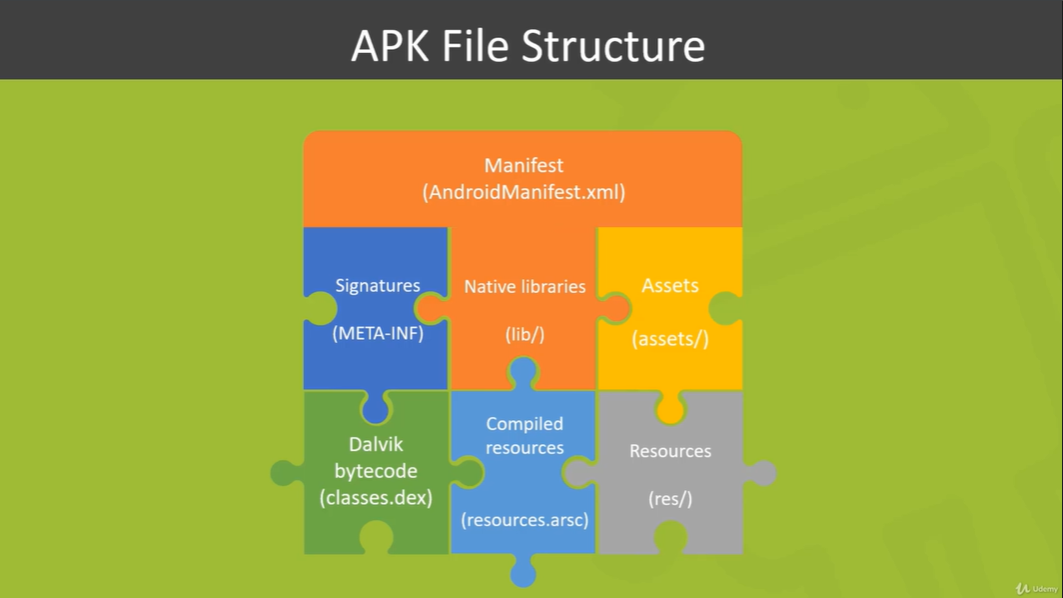 APK File Structure
Manifest
(AndroidManifest.xml)
Signatures
(META-INF)
Native libraries
(lib/)
Assets
(assets/)
Dalvik
bytecode
(classes.dex)
Compiled
resources
(resources.arsc)
Resources
(res/)
Udemy